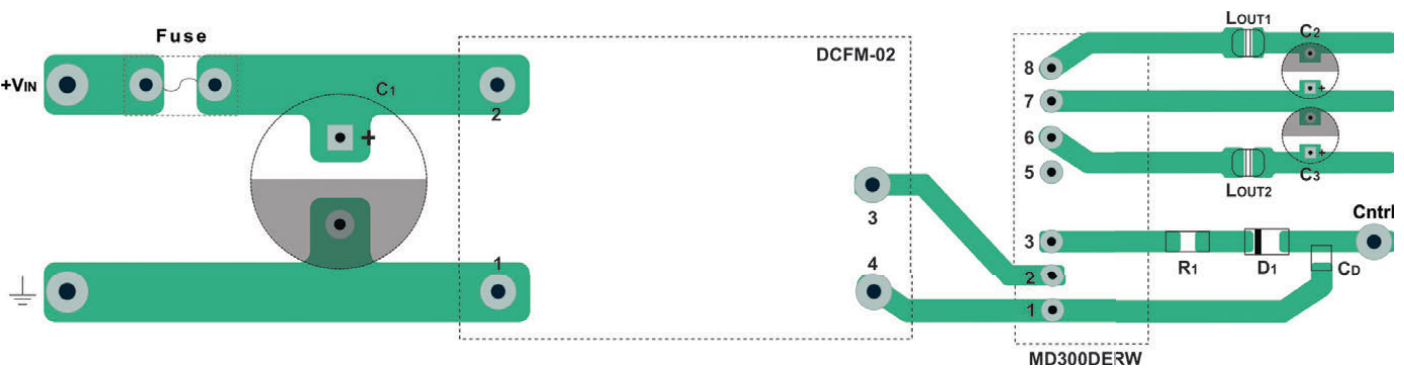 Fuse
+VIN
C1
+
2
1
DCFM-02
3
4
8
7
6
5
3
2
1
MD300DERW
LOUT1
C2
+
+
LOUT2
C3
Cntrl
R1
D1
CD